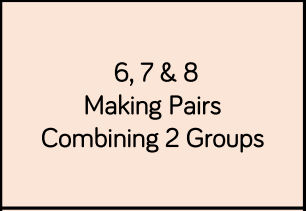 6, 7 & 8
Making Pairs
Combining 2 Groups